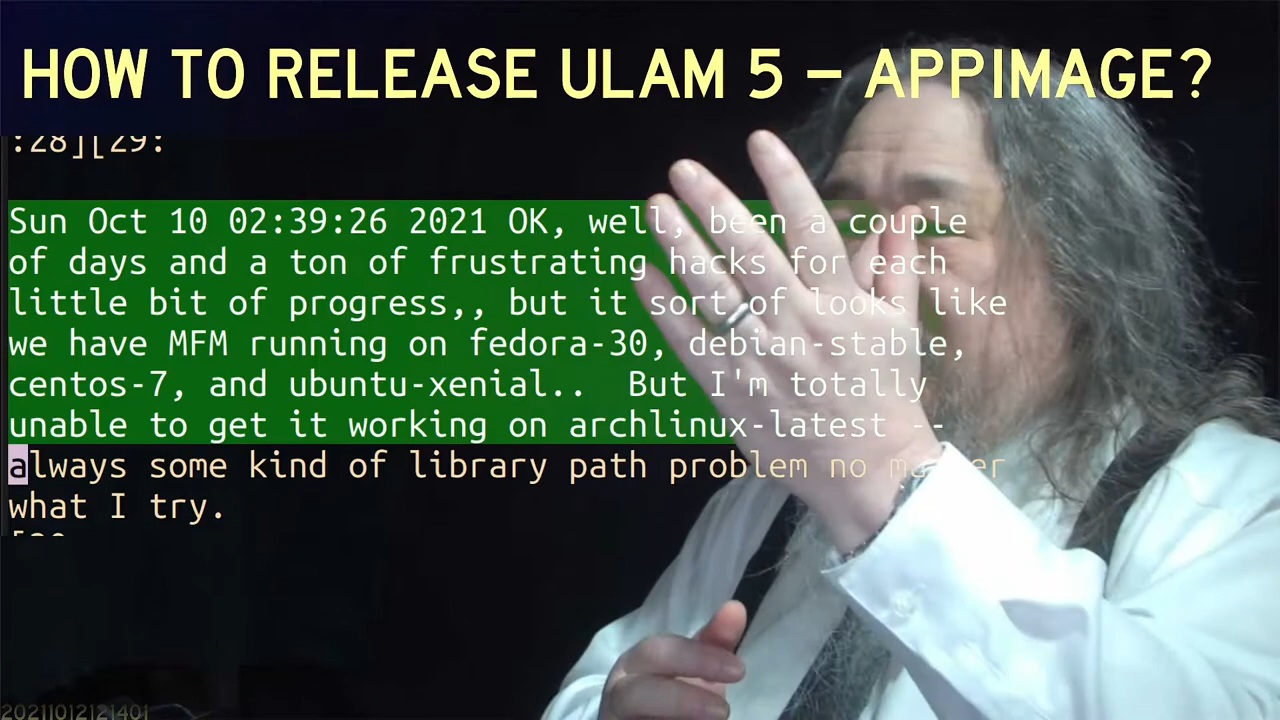 HOW TO RELEASE ULAM 5 – APPIMAGE?
:28][29:
Sun Oct 10 02:39:26 2021 OK, well, been a couple
of days and a ton of frustrating hacks for each
little bit of progress,, but it sort of looks like
we have MFM running on fedora-30, debian-stable,
centos-7, and ubuntu-xenial.. But I'm totally
unable to get it working on archlinux-latest --
always some kind of library path problem no matter
what I try.
20211012121401